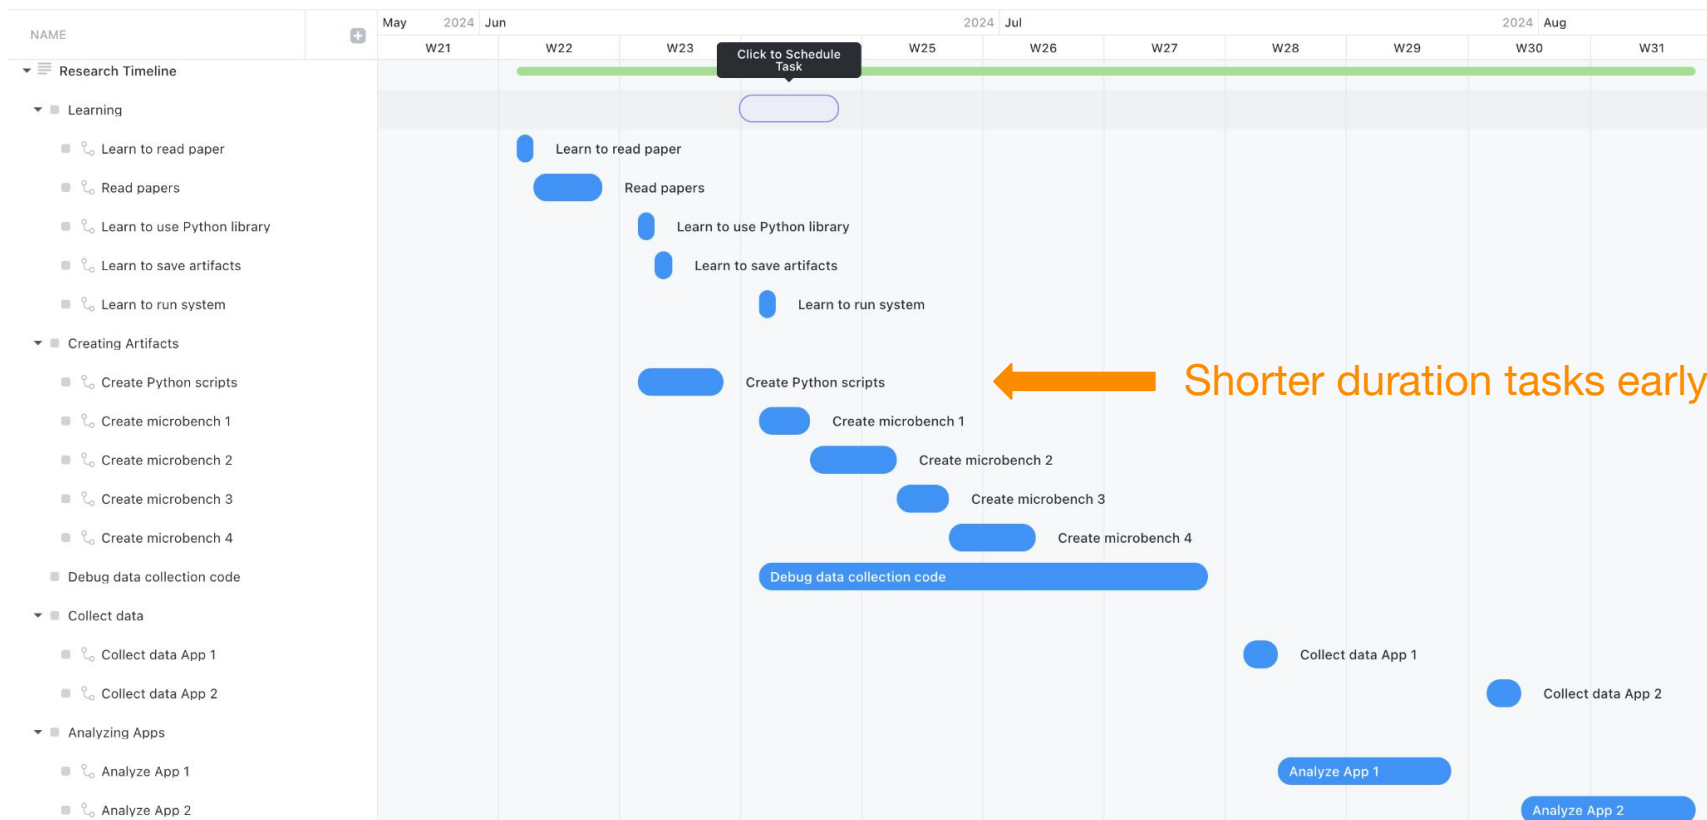 NAME
May 2024 Jun 2024 Jul 2024 Aug
W21 W22 W23 W25 W26 W27 W28 W29 W30 W31
Click to Schedule
Task
Research Timeline
Learning
Learn to read paper Learn to read paper
Read papers Read papers
Learn to use Python library Learn to use Python library
Learn to save artifacts Learn to save artifacts
Learn to run system Learn to run system
Creating Artifacts
Create Python scripts Create Python scripts Shorter duration tasks early
Create microbench 1 Create microbench 1
Create microbench 2 Create microbench 2
Create microbench 3 Create microbench 3
Create microbench 4 Create microbench 4
Debug data collection code Debug data collection code
Collect data
Collect data App 1 Collect data App 1
Collect data App 2 Collect data App 2
Analyzing Apps
Analyze App 1 Analyze App 1
Analyze App 2 Analyze App 2